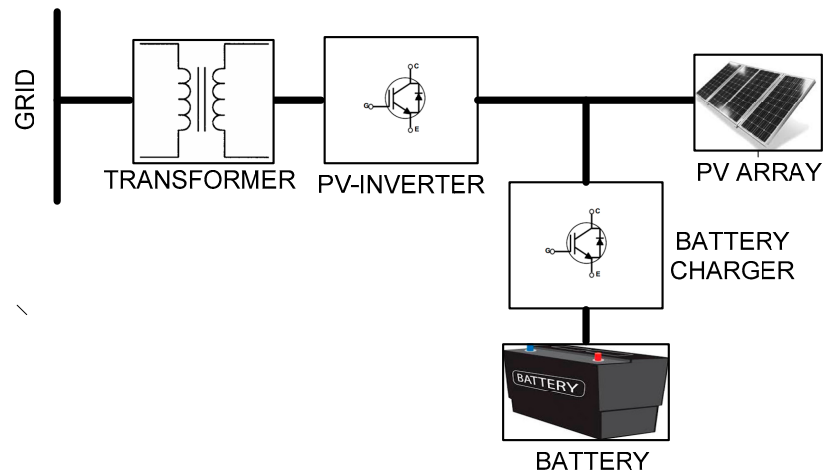 GRID
TRANSFORMER
PV-INVERTER
C
G
E
PV ARRAY
C
G
E
BATTERY
CHARGER
BATTERY
BATTERY